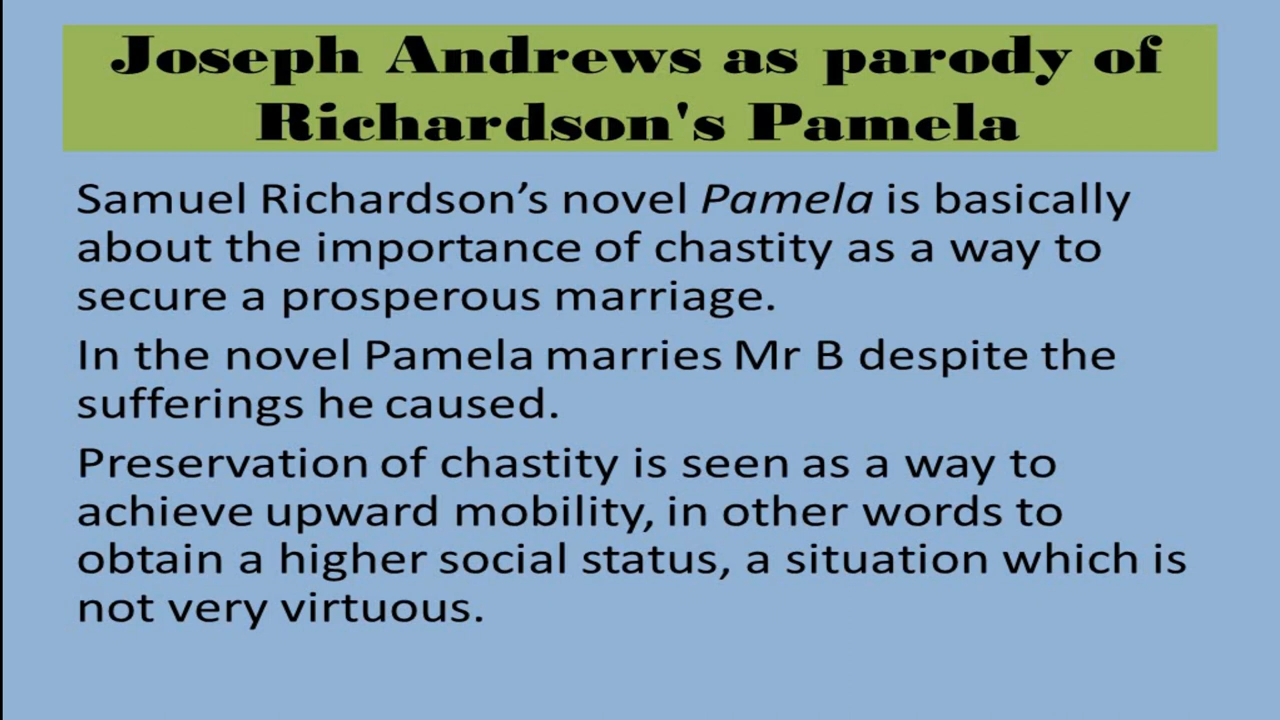 Joseph Andrews as parody of
Richardson's Pamela
Samuel Richardson’s novel Pamela is basically
about the importance of chastity as a way to
secure a prosperous marriage.
In the novel Pamela marries Mr B despite the
sufferings he caused.
Preservation of chastity is seen as a way to
achieve upward mobility, in other words to
obtain a higher social status, a situation which is
not very virtuous.